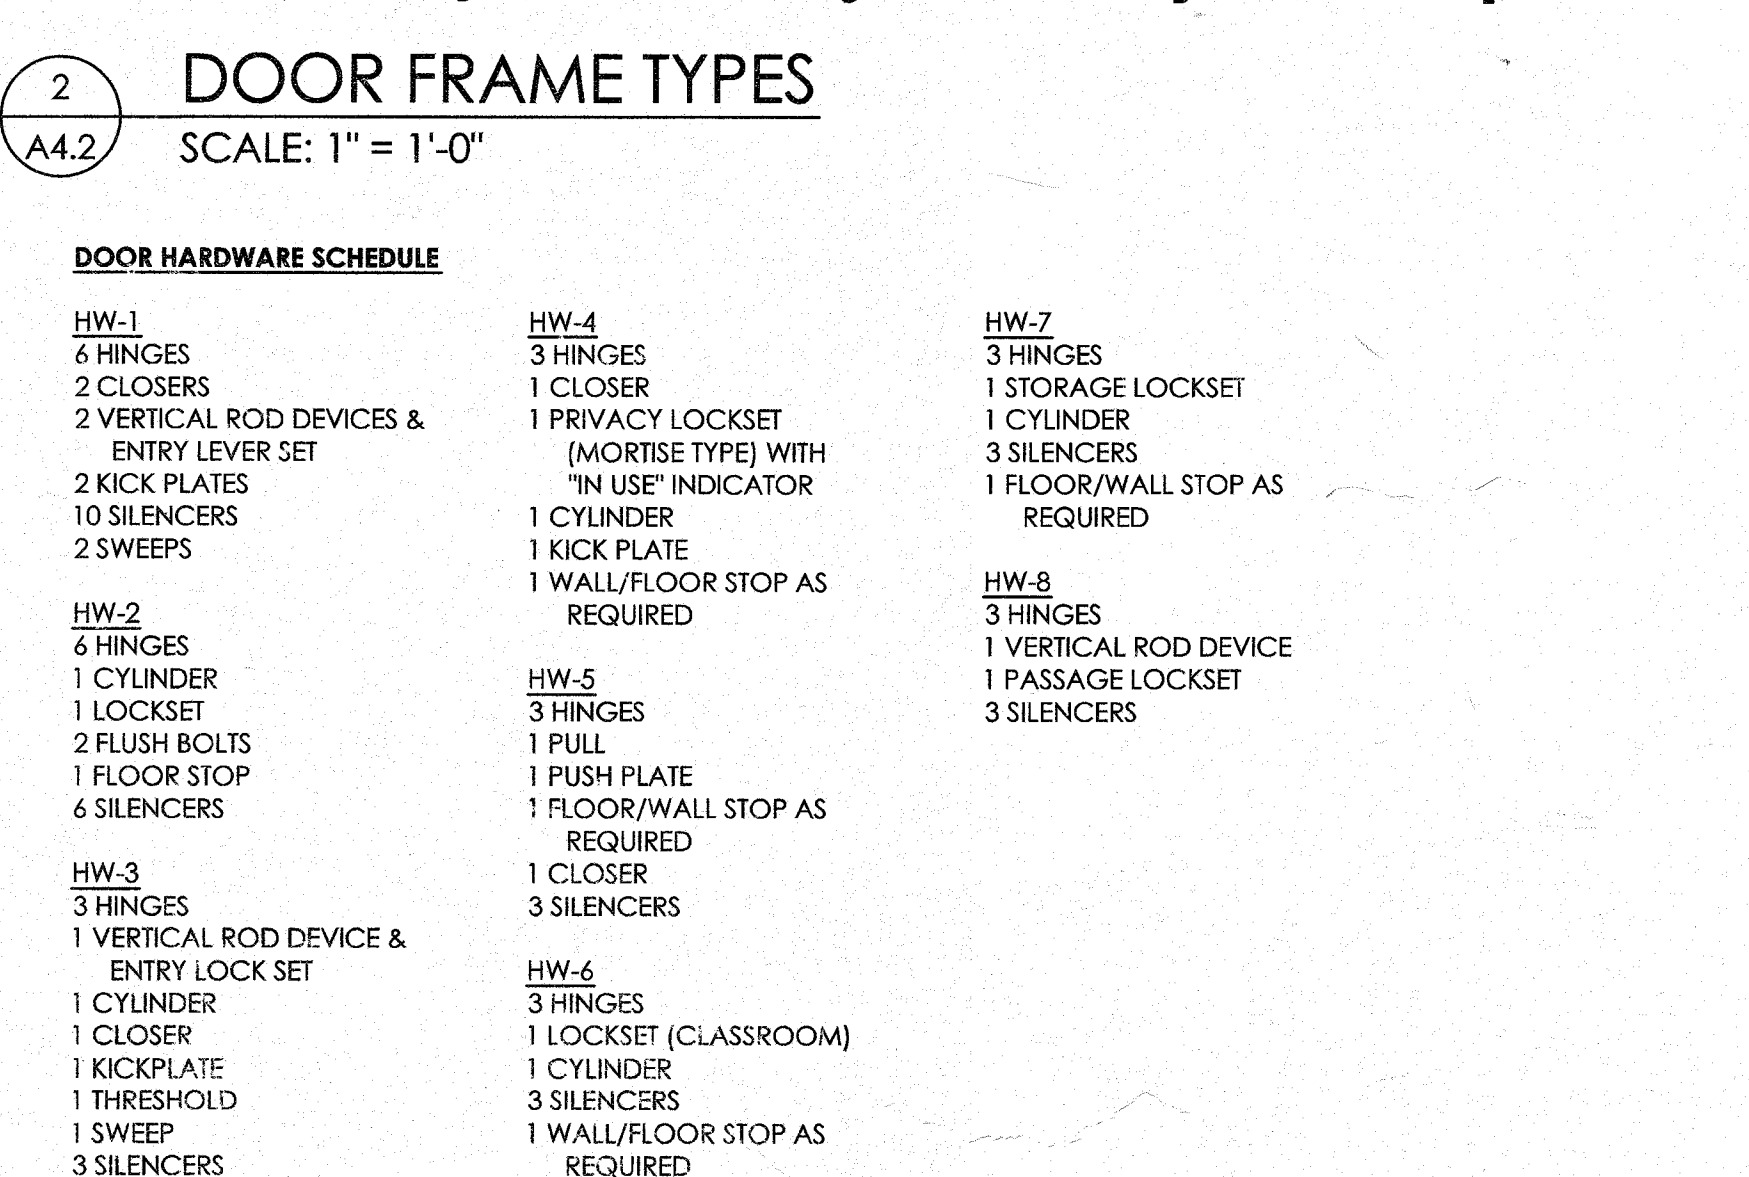 2
A4.2
DOOR FRAME TYPES
SCALE: 1" = 1'-0"
DOOR HARDWARE SCHEDULE
HW-1
6 HINGES
2 CLOSERS
2 VERTICAL ROD DEVICES &
ENTRY LEVER SET
2 KICK PLATES
10 SILENCERS
2 SWEEPS
HW-2
6 HINGES
1 CYLINDER
1 LOCKSET
2 FLUSH BOLTS
1 FLOOR STOP
6 SILENCERS
HW-3
3 HINGES
1 VERTICAL ROD DEVICE &
ENTRY LOCK SET
1 CYLINDER
1 CLOSER
1 KICKPLATE
1 THRESHOLD
1 SWEEP
3 SILENCERS
HW-4
3 HINGES
1 CLOSER
1 PRIVACY LOCKSET
(MORTISE TYPE) WITH
"IN USE" INDICATOR
1 CYLINDER
1 KICK PLATE
1 WALL/FLOOR STOP AS
REQUIRED
HW-5
3 HINGES
1 PULL
1 PUSH PLATE
1 FLOOR/WALL STOP AS
REQUIRED
1 CLOSER
3 SILENCERS
HW-6
3 HINGES
1 LOCKSET (CLASSROOM)
1 CYLINDER
3 SILENCERS
1 WALL/FLOOR STOP AS
REQUIRED
HW-7
3 HINGES
1 STORAGE LOCKSET
1 CYLINDER
3 SILENCERS
1 FLOOR/WALL STOP AS
REQUIRED
HW-8
3 HINGES
1 VERTICAL ROD DEVICE
1 PASSAGE LOCKSET
3 SILENCERS